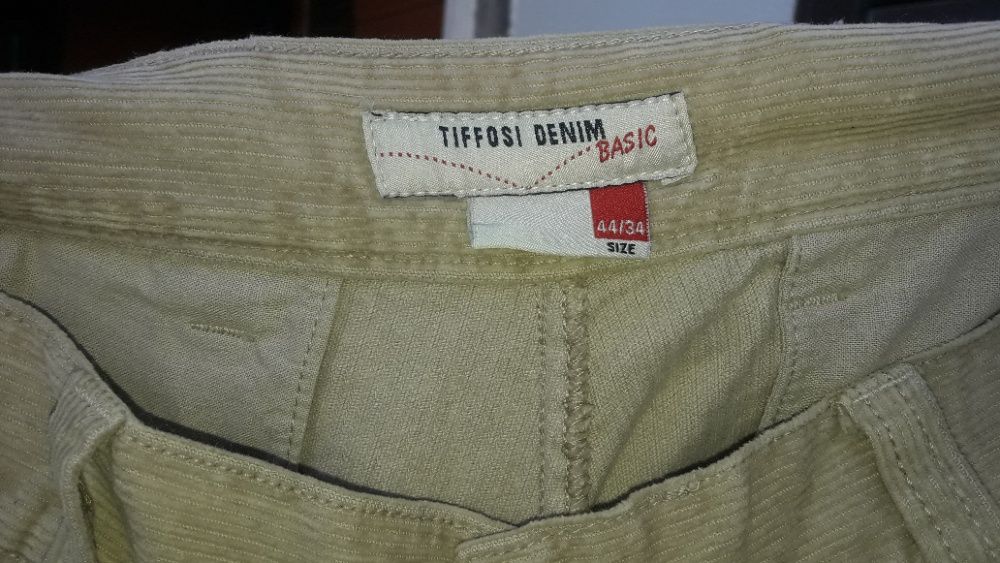 TIFFOSI DENIM
BASIC
44/34
SIZE